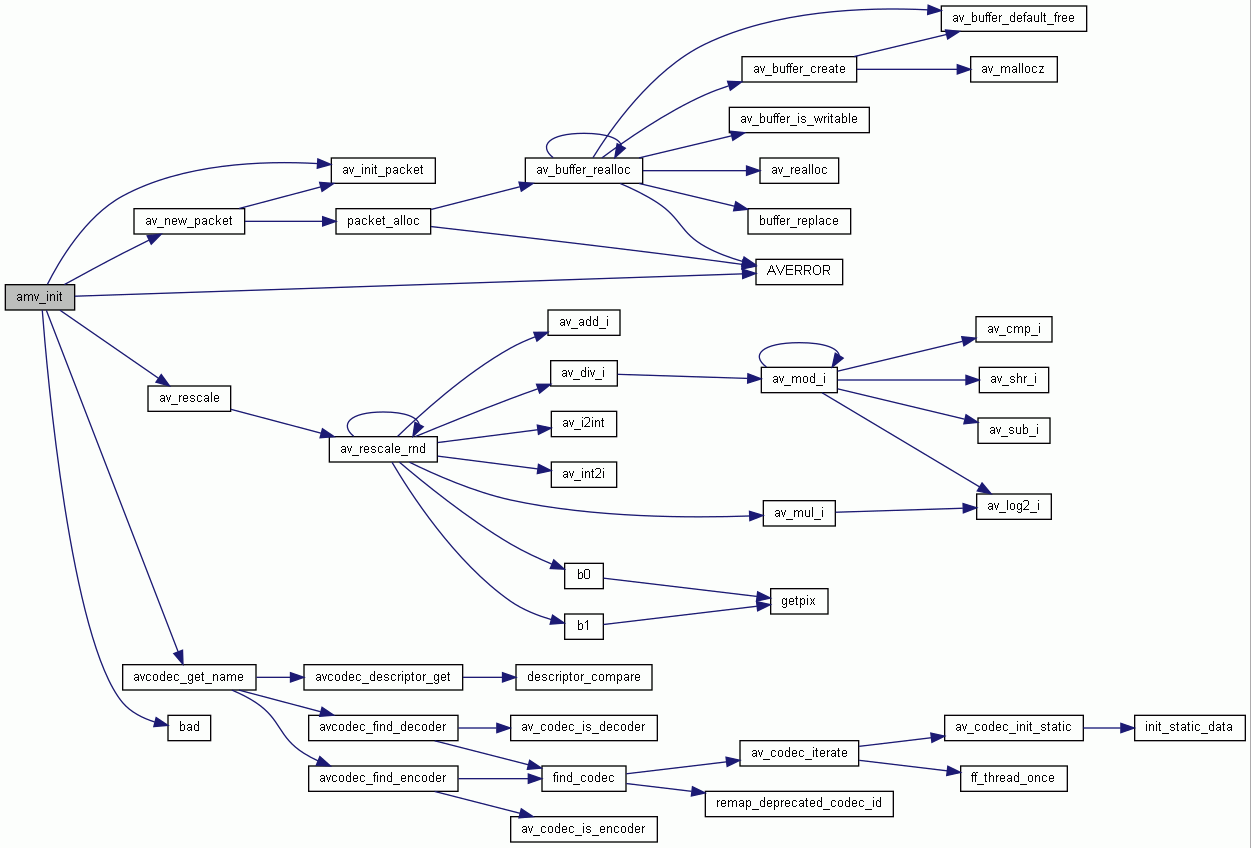 av_buffer_default_free
av_buffer_create
av_mallocz
av_buffer_is_writable
av_init_packet
av_buffer_realloc
av_realloc
av_new_packet
packet_alloc
buffer_replace
AVERROR
amv_init
av_add_i
av_cmp_i
av_div_i
av_mod_i
av_shr_i
av_rescale
av_i2int
av_sub_i
av_rescale_rnd
av_int2i
av_mul_i
av_log2_i
b0
getpix
b1
avcodec_get_name
avcodec_descriptor_get
descriptor_compare
bad
avcodec_find_decoder
av_codec_is_decoder
av_codec_init_static
init_static_data
av_codec_iterate
avcodec_find_encoder
find_codec
ff_thread_once
remap_deprecated_codec_id
av_codec_is_encoder